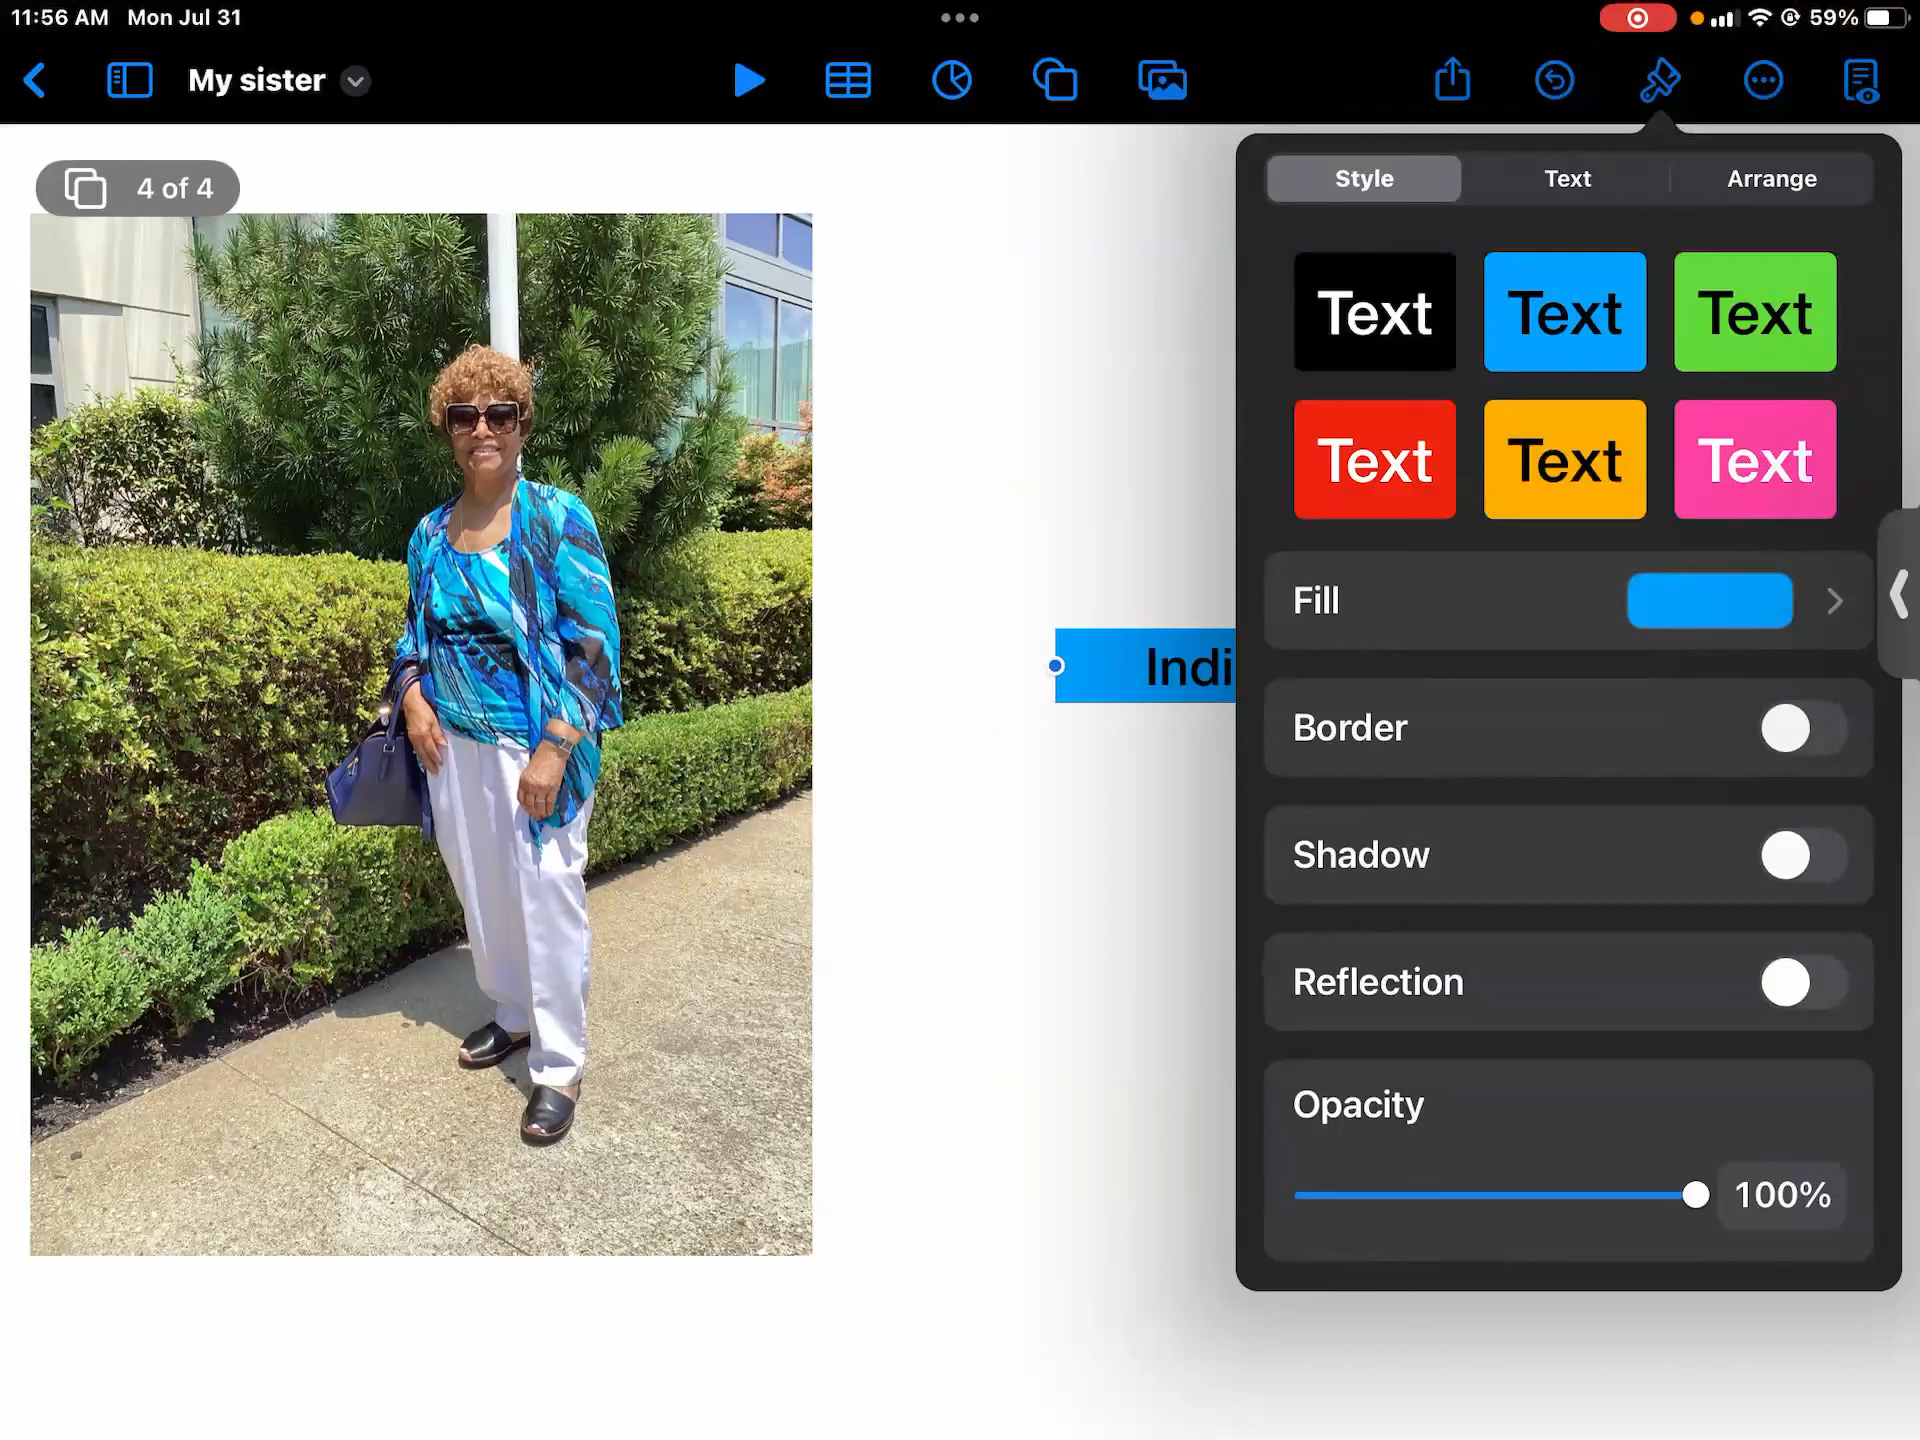 11:56 AM Mon Jul 31
59%
My sister
4 of 4
Style
Text
Arrange
Text
Text
Text
Text
Text
Text
Fill
Indi
Border
Shadow
Reflection
Opacity
100%